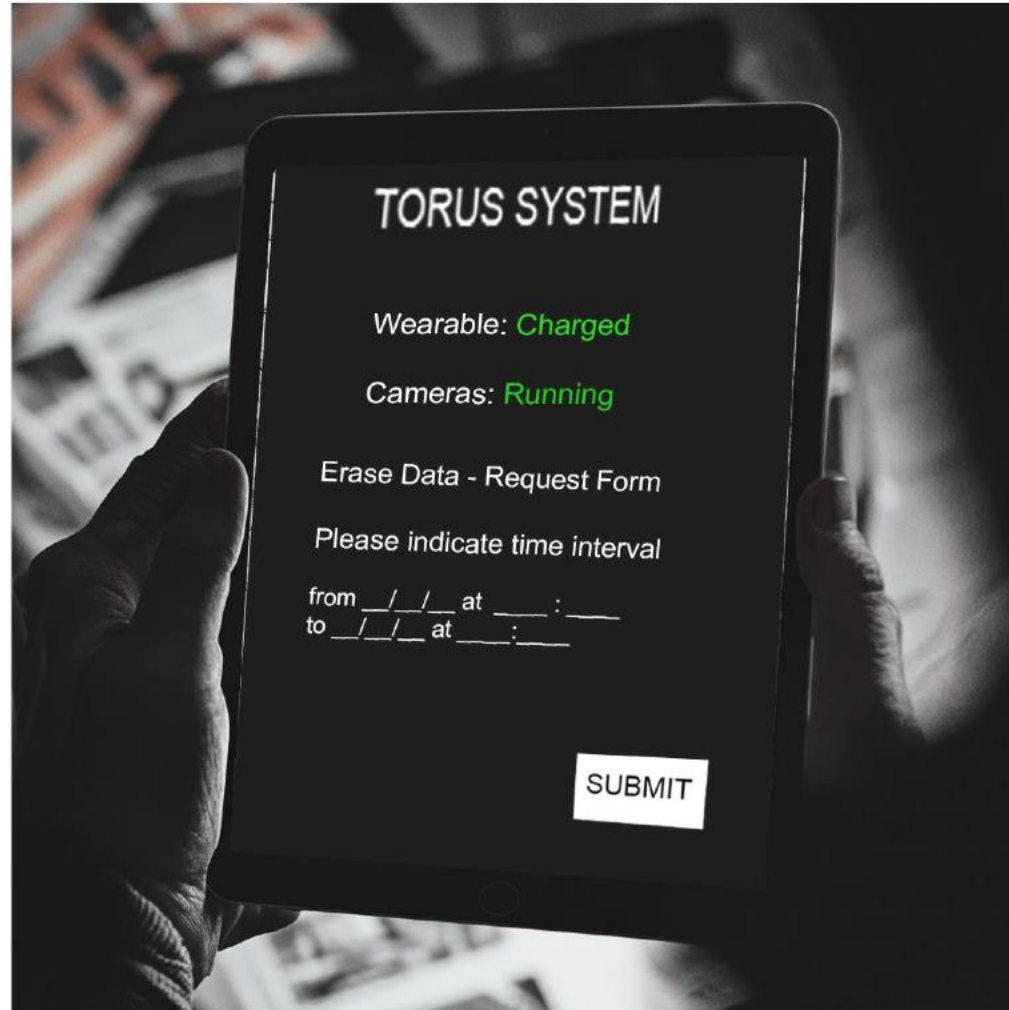 TORUS SYSTEM
Wearable: Charged
Cameras: Running
Erase Data - Request Form
Please indicate time interval
from __/__/__ at ____ : ____
to __/__/__ at ____:____
SUBMIT